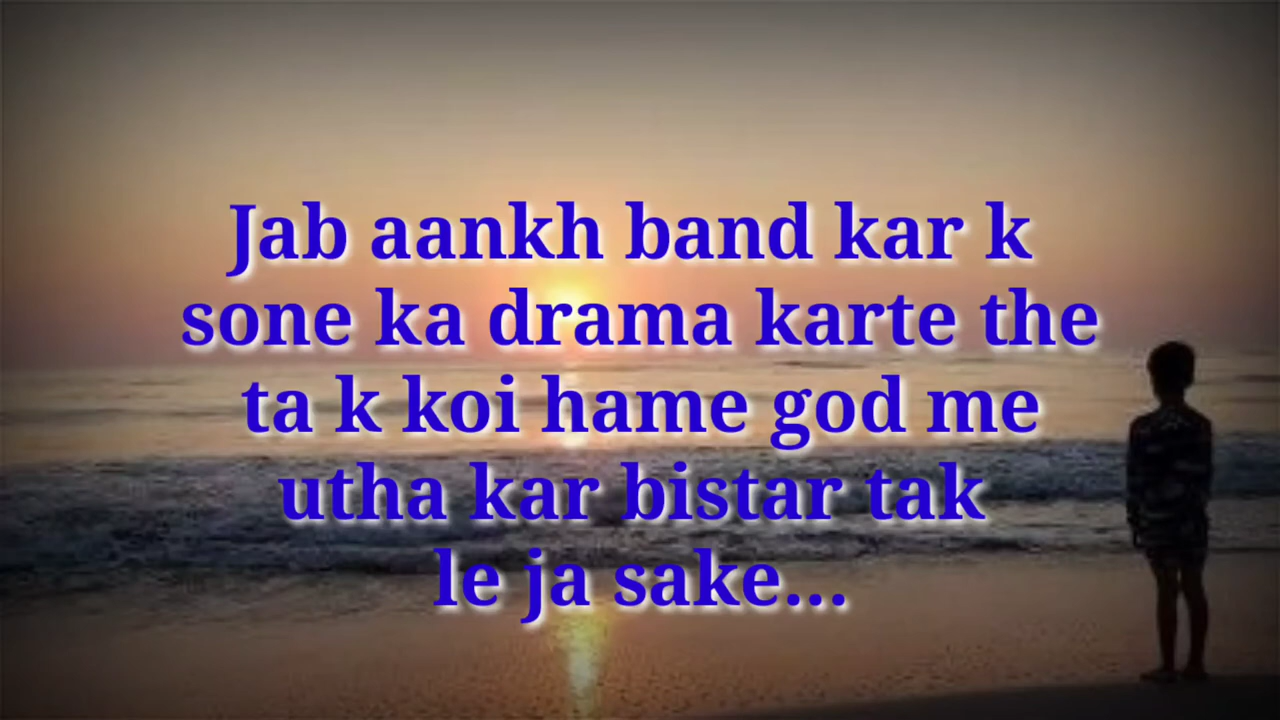 Jab aankh band kar k
sone ka drama karte the
ta k koi hame god me
utha kar bistar tak
le ja sake...